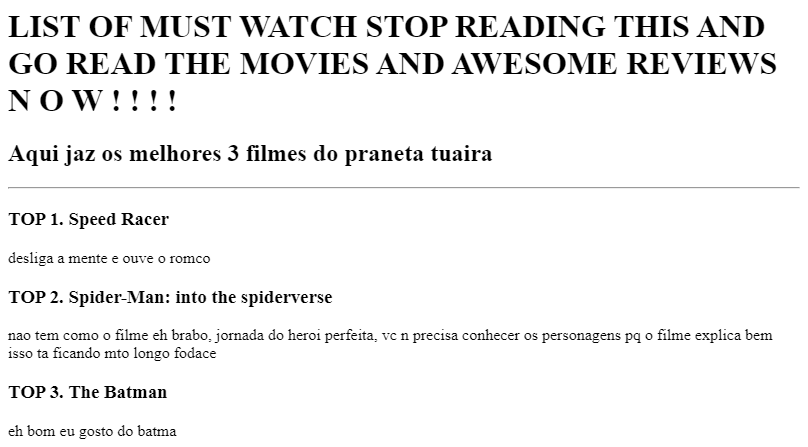 LIST OF MUST WATCH STOP READING THIS AND
GO READ THE MOVIES AND AWESOME REVIEWS
N O W ! ! ! !
Aqui jaz os melhores 3 filmes do praneta tuaira
TOP 1. Speed Racer
desliga a mente e ouve o romco
TOP 2. Spider-Man: into the spiderverse
nao tem como o filme eh brabo, jornada do heroi perfeita, vc n precisa conhecer os personagens pq o filme explica bem
isso ta ficando mto longo fodace
TOP 3. The Batman
eh bom eu gosto do batma